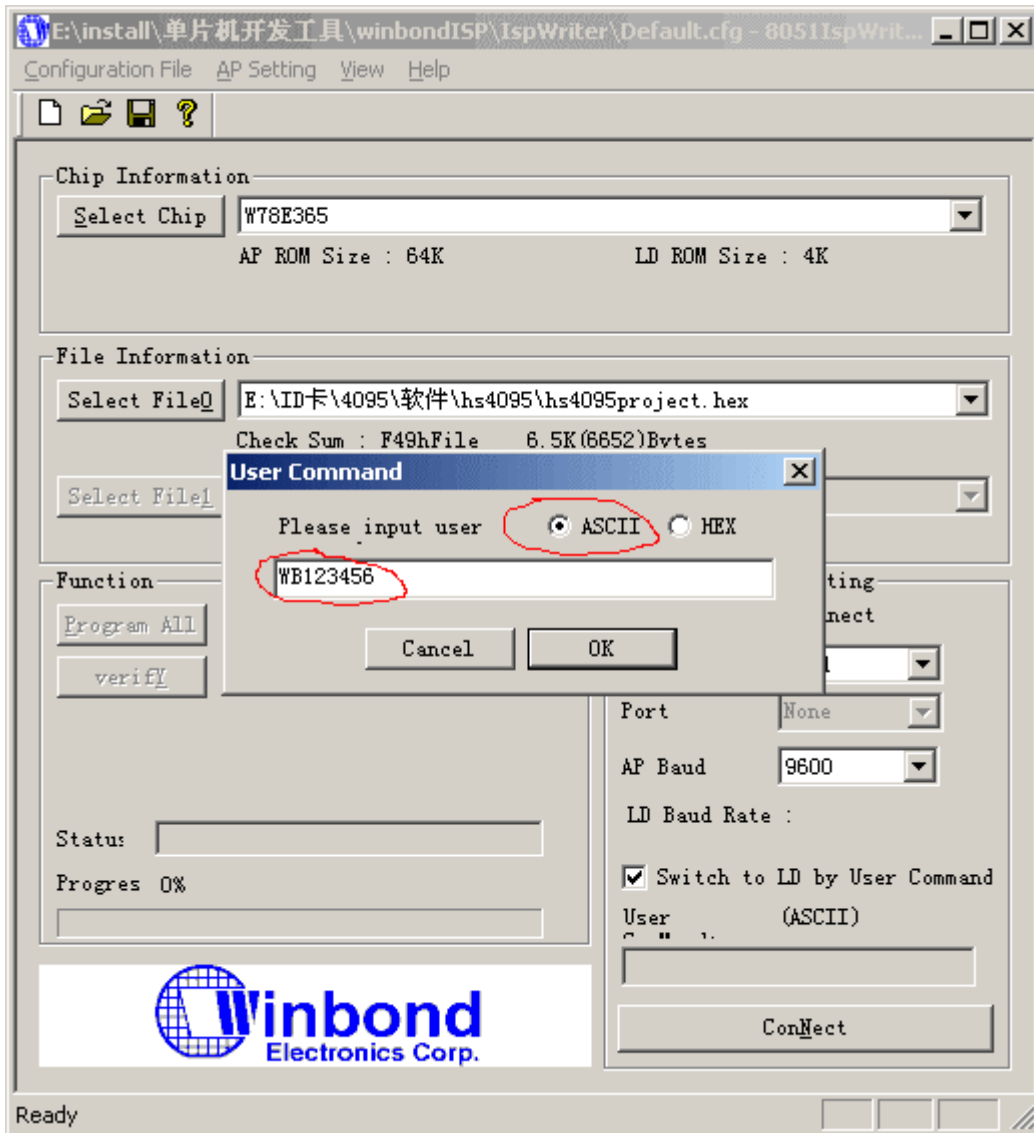 E:\install\单片机开发工具\winbondISP\IspWriter\Default.cfg - 8051IspWrit...
Configuration File AP Setting View Help
Chip Information
Select Chip W78E365
AP ROM Size : 64K LD ROM Size : 4K
File Information
Select File0 E:\ID卡\4095\软件\hs4095\hs4095project.hex
Check Sum : F49hFile 6.5K(6652)Bytes
User Command
Select File1
Please input user ASCII HEX
WB123456
Function
ting
Program All
nect
Cancel OK
verifY
Port None
AP Baud 9600
LD Baud Rate :
Status
Progres 0%
Switch to LD by User Command
User (ASCII)
Winbond
Electronics Corp.
ConNect
Ready